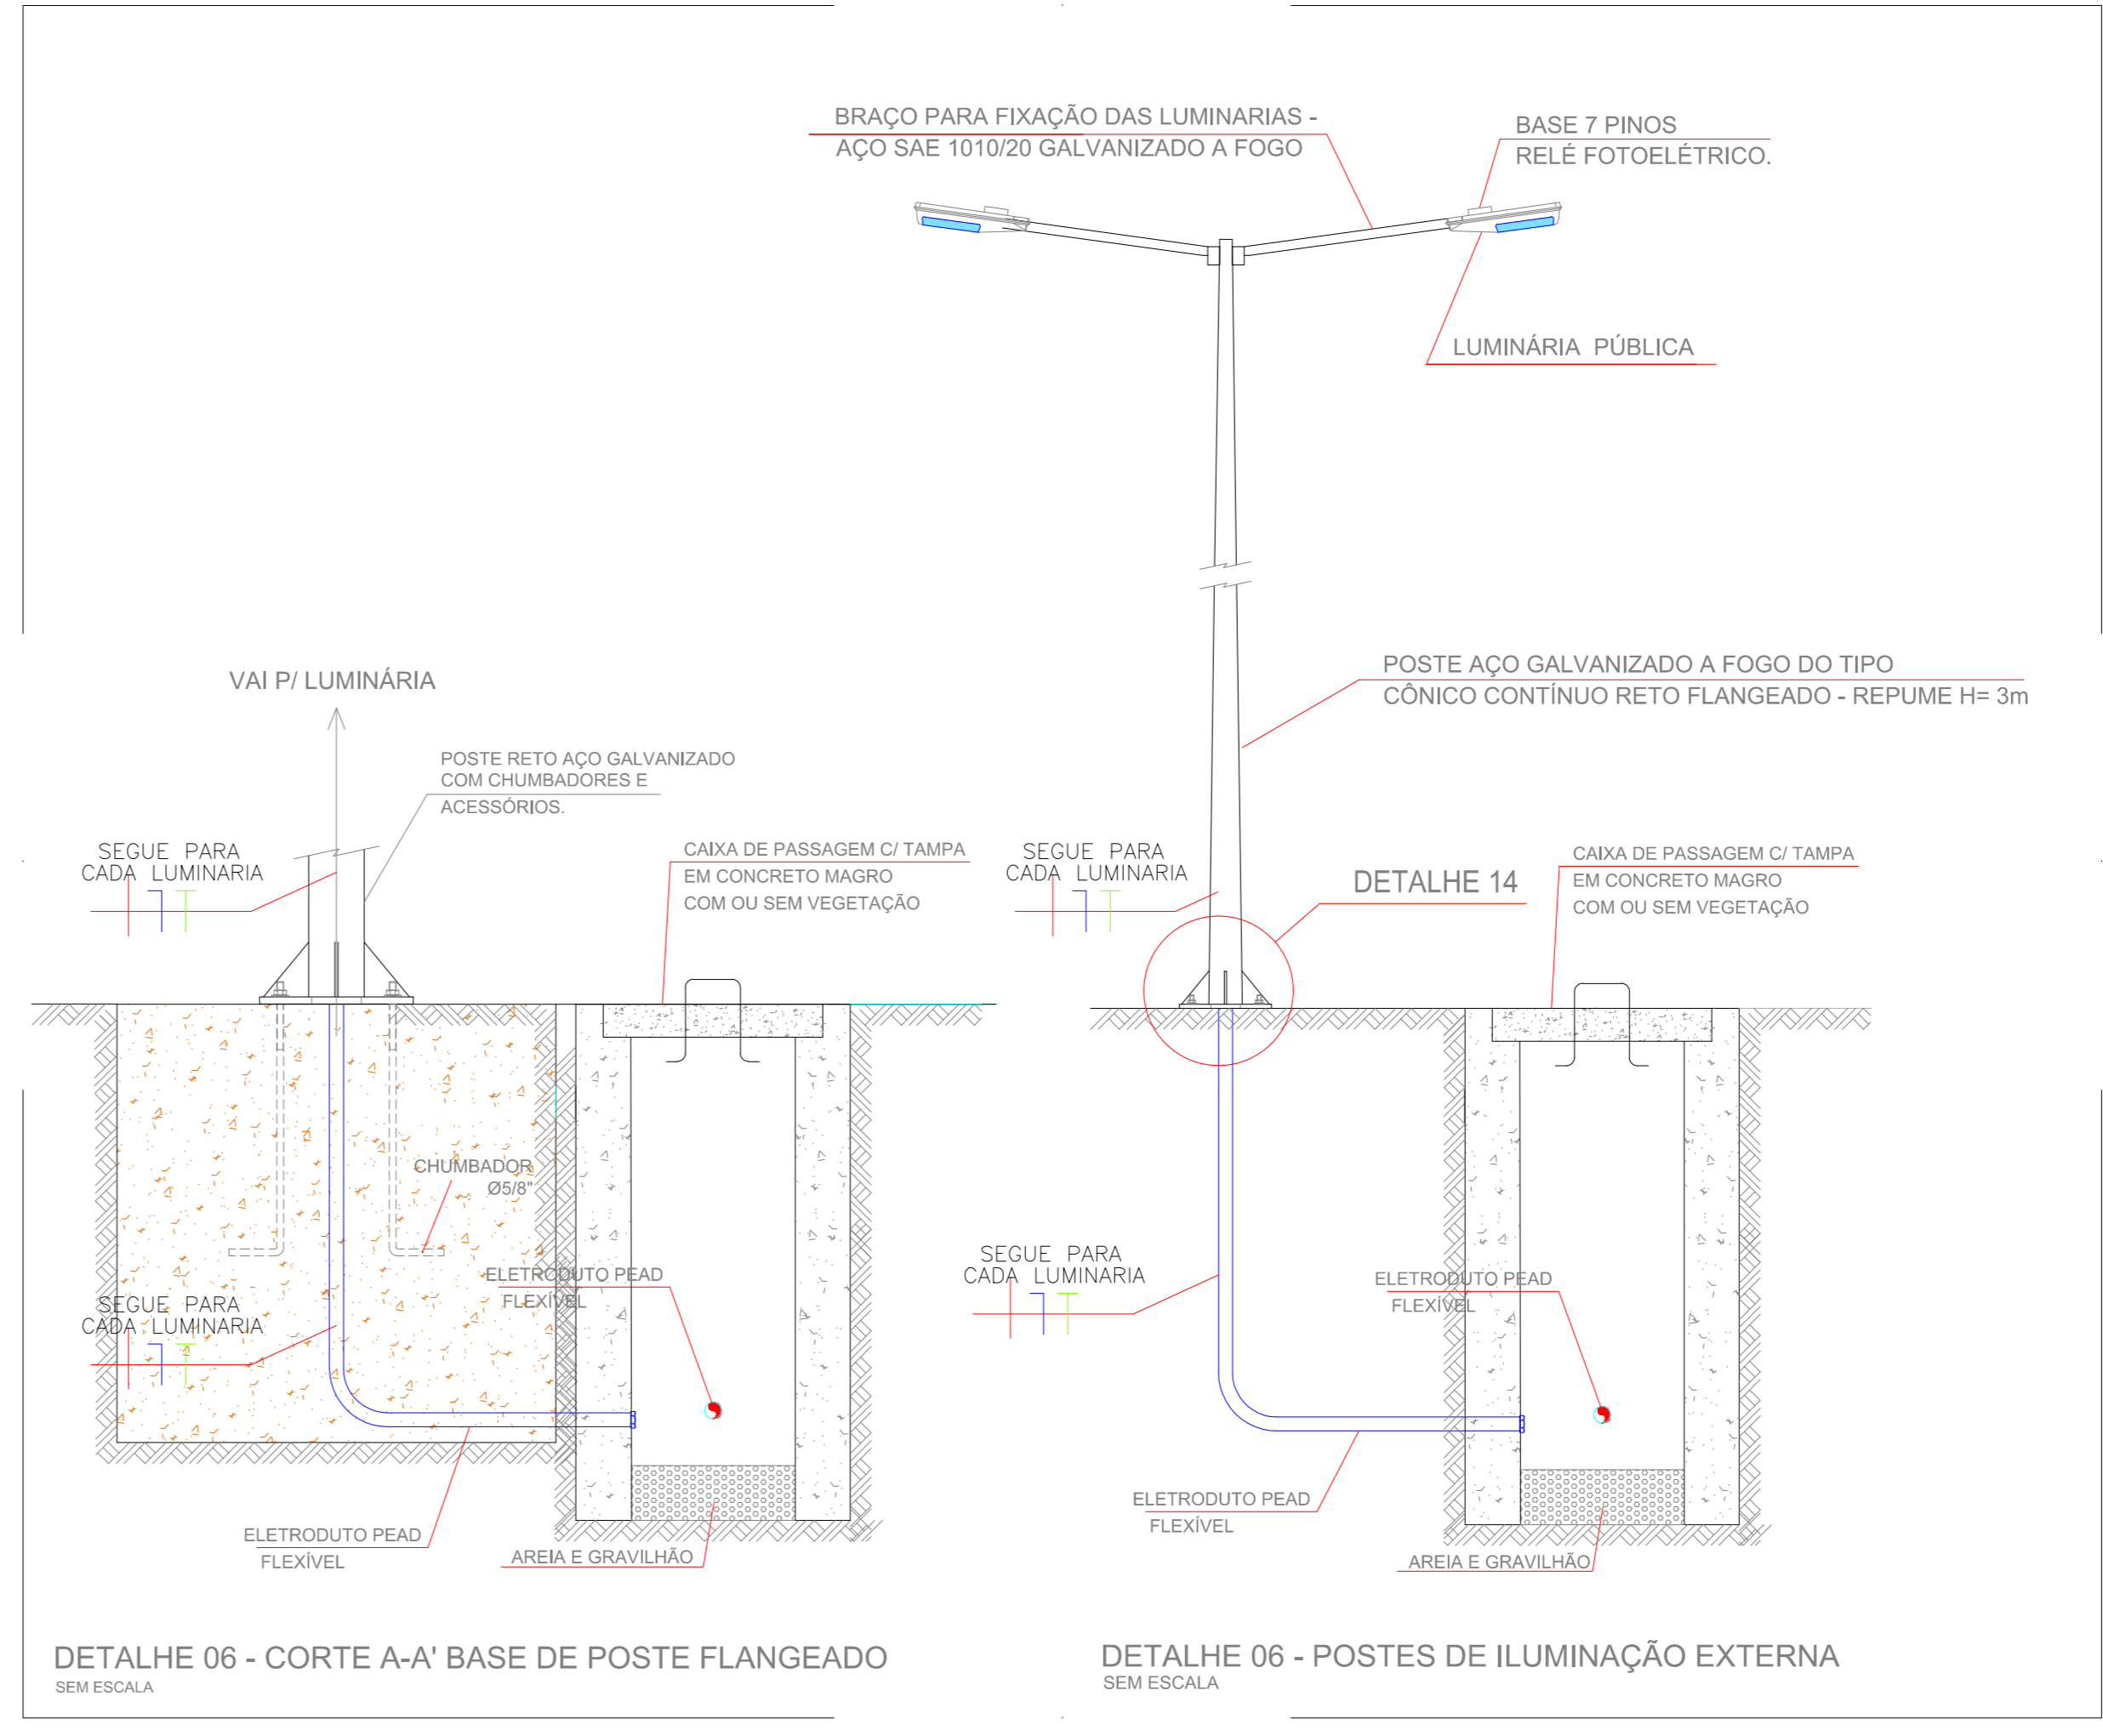 BRAÇO PARA FIXAÇÃO DAS LUMINARIAS -
AÇO SAE 1010/20 GALVANIZADO A FOGO
BASE 7 PINOS
RELÉ FOTOELÉTRICO.
LUMINÁRIA PÚBLICA
POSTE AÇO GALVANIZADO A FOGO DO TIPO
CÔNICO CONTÍNUO RETO FLANGEADO - REPUME H= 3m
VAI P/ LUMINÁRIA
POSTE RETO AÇO GALVANIZADO
COM CHUMBADORES E
ACESSÓRIOS.
SEGUE PARA
CADA LUMINARIA
CAIXA DE PASSAGEM C/ TAMPA
EM CONCRETO MAGRO
COM OU SEM VEGETAÇÃO
SEGUE PARA
CADA LUMINARIA
DETALHE 14
CAIXA DE PASSAGEM C/ TAMPA
EM CONCRETO MAGRO
COM OU SEM VEGETAÇÃO
CHUMBADOR
Ø5/8"
ELETRODUTO PEAD
FLEXÍVEL
SEGUE PARA
CADA LUMINARIA
SEGUE PARA
CADA LUMINARIA
ELETRODUTO PEAD
FLEXÍVEL
ELETRODUTO PEAD
FLEXÍVEL
AREIA E GRAVILHÃO
ELETRODUTO PEAD
FLEXÍVEL
AREIA E GRAVILHÃO
DETALHE 06 - CORTE A-A' BASE DE POSTE FLANGEADO
SEM ESCALA
DETALHE 06 - POSTES DE ILUMINAÇÃO EXTERNA
SEM ESCALA